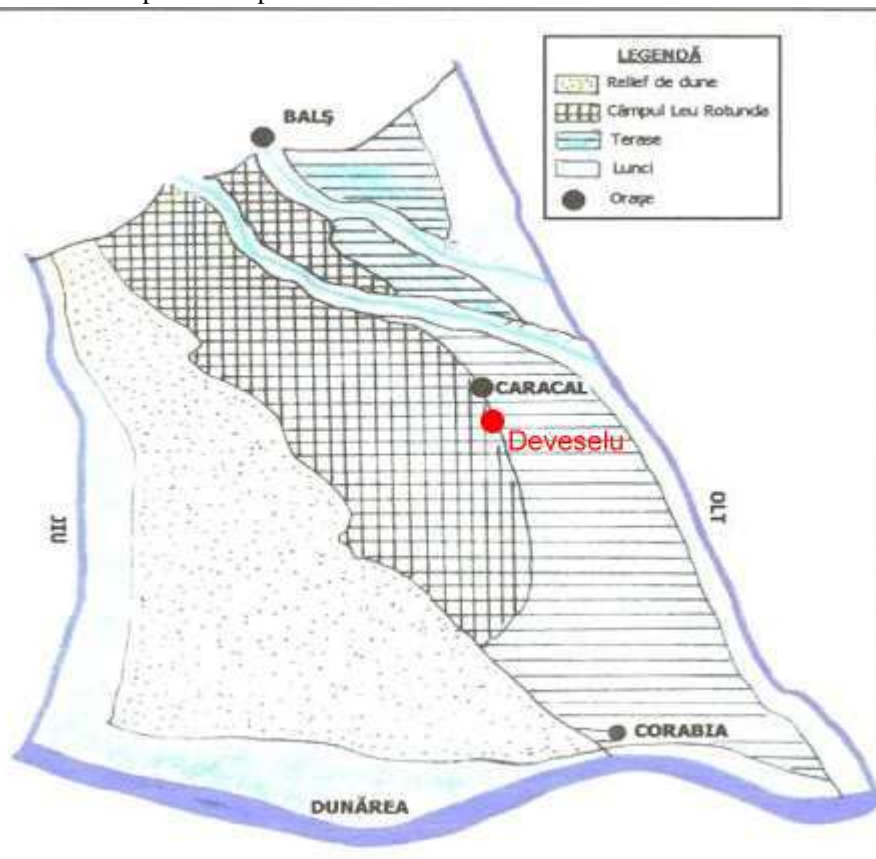 LEGENDĂ
Relief de dune
Câmpul Leu Rotunda
Terase
Lunci
Orașe
BALȘ
CARACAL
Deveselu
OLT
JIU
CORABIA
DUNĂREA